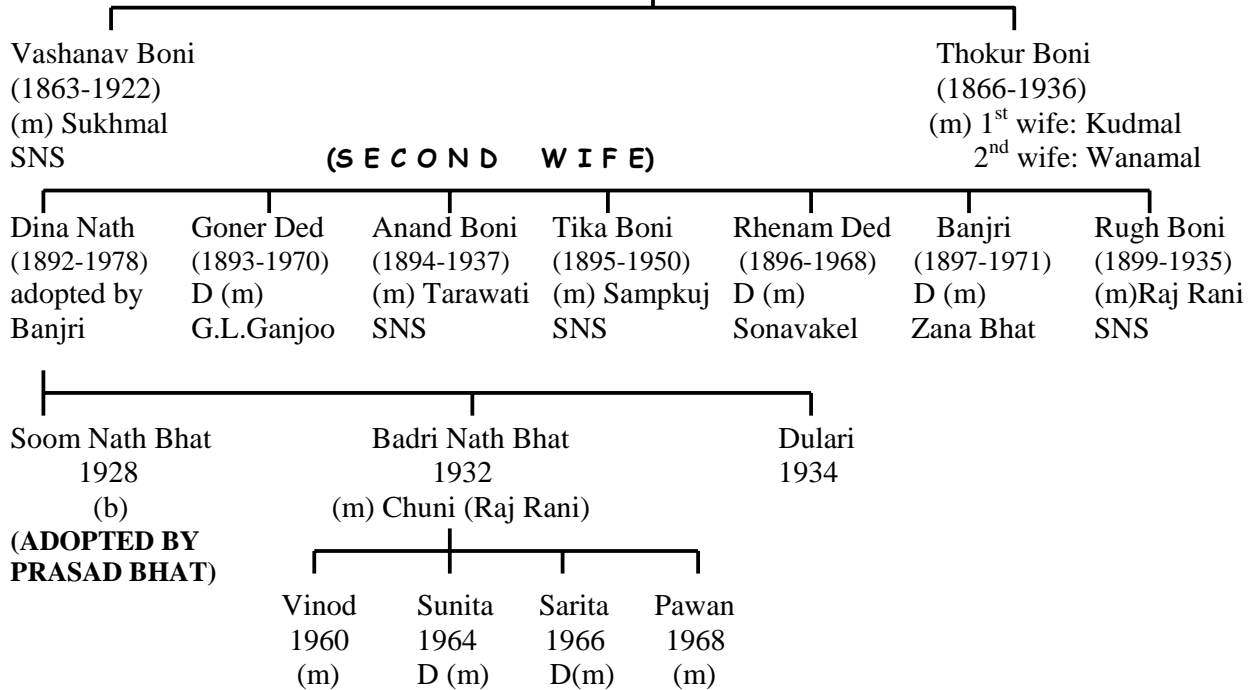 Vashanav Boni Thokur Boni
(1863-1922) (1866-1936)
(m) Sukhmal (m) 1st wife: Kudmal
SNS (S E C O N D W I F E) 2nd wife: Wanamal
Dina Nath Goner Ded Anand Boni Tika Boni Rhenam Ded Banjri Rugh Boni
(1892-1978) (1893-1970) (1894-1937) (1895-1950) (1896-1968) (1897-1971) (1899-1935)
adopted by D (m) (m) Tarawati (m) Sampkuj D (m) D (m) (m)Raj Rani
Banjri G.L.Ganjoo SNS SNS Sonavakel Zana Bhat SNS
Soom Nath Bhat Badri Nath Bhat Dulari
1928 1932 1934
(b) (m) Chuni (Raj Rani)
(ADOPTED BY
PRASAD BHAT)
Vinod Sunita Sarita Pawan
1960 1964 1966 1968
(m) D (m) D(m) (m)